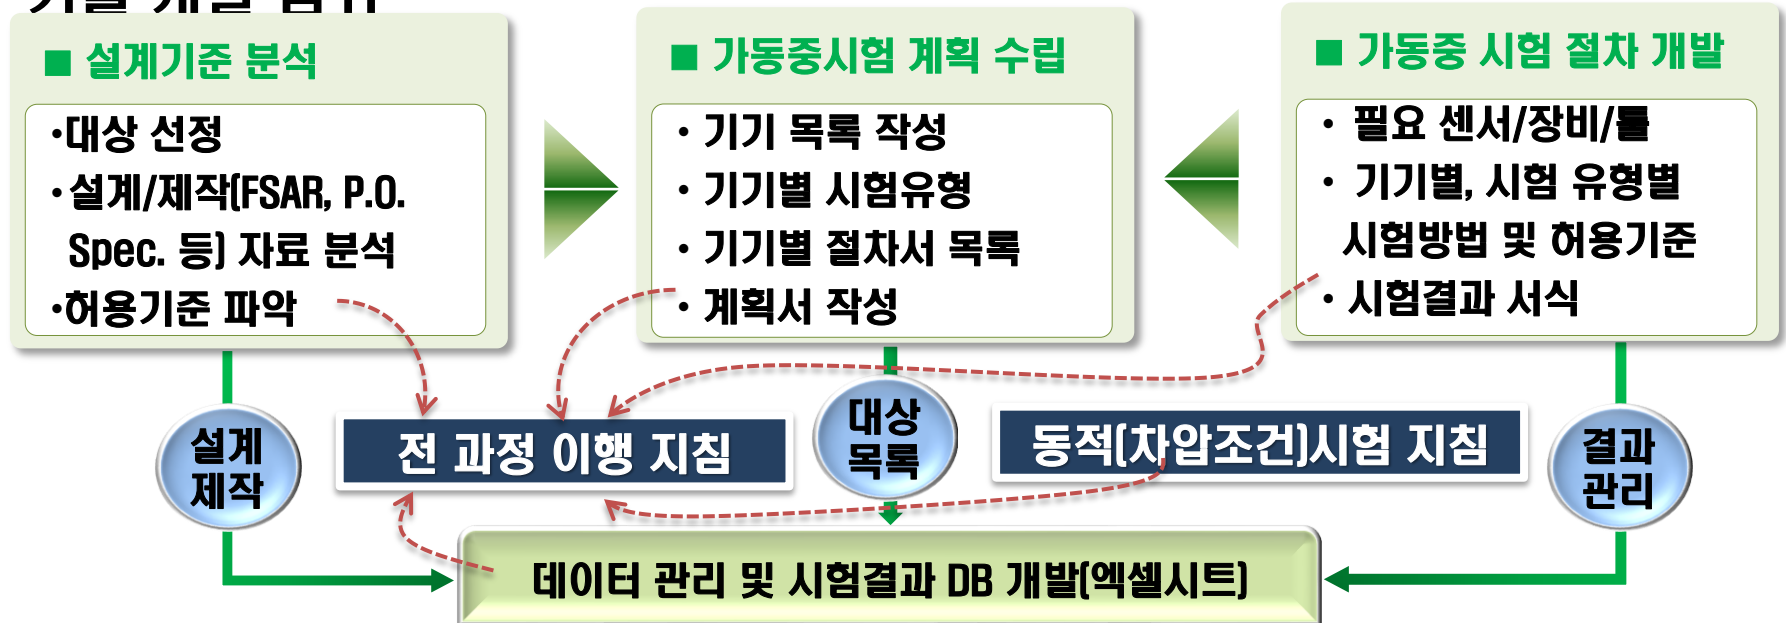 ■ 설계기준 분석
•대상 선정
•설계/제작(FSAR, P.O.
Spec. 등) 자료 분석
•허용기준 파악
■ 가동중시험 계획 수립
• 기기 목록 작성
• 기기별 시험유형
• 기기별 절차서 목록
• 계획서 작성
■ 가동중 시험 절차 개발
• 필요 센서/장비/툴
• 기기별, 시험 유형별
시험방법 및 허용기준
• 시험결과 서식
설계
제작
전 과정 이행 지침
대상
목록
동적(차압조건)시험 지침
결과
관리
데이터 관리 및 시험결과 DB 개발(엑셀시트)